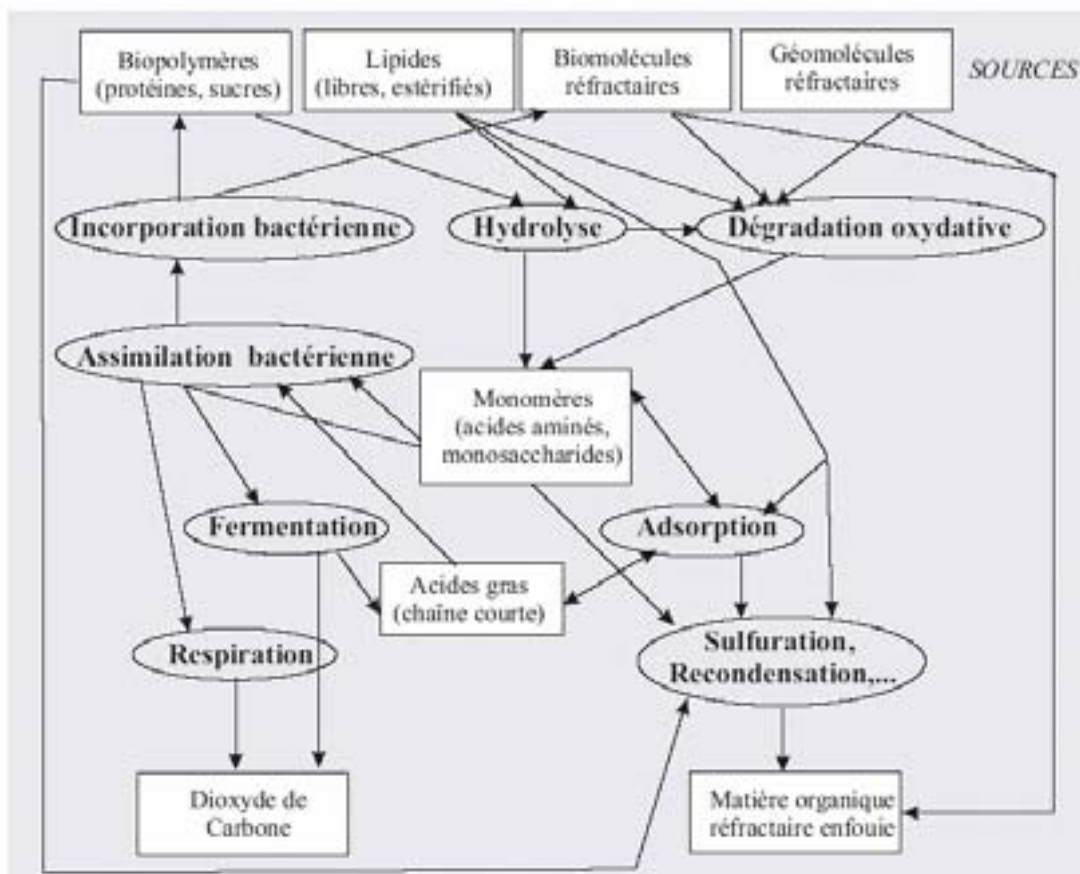 Biopolymères
(protéines, sucres)
Lipides
(libres, estérifiés)
Biomolécules
réfractaires
Géomolécules
réfractaires
SOURCES
Incorporation bactérienne
Hydrolyse
Dégradation oxydative
Assimilation bactérienne
Monomères
(acides aminés,
monosaccharides)
Fermentation
Adsorption
Acides gras
(chaîne courte)
Respiration
Sulfuration,
Recondensation,...
Dioxyde de
Carbone
Matière organique
réfractaire enfouie